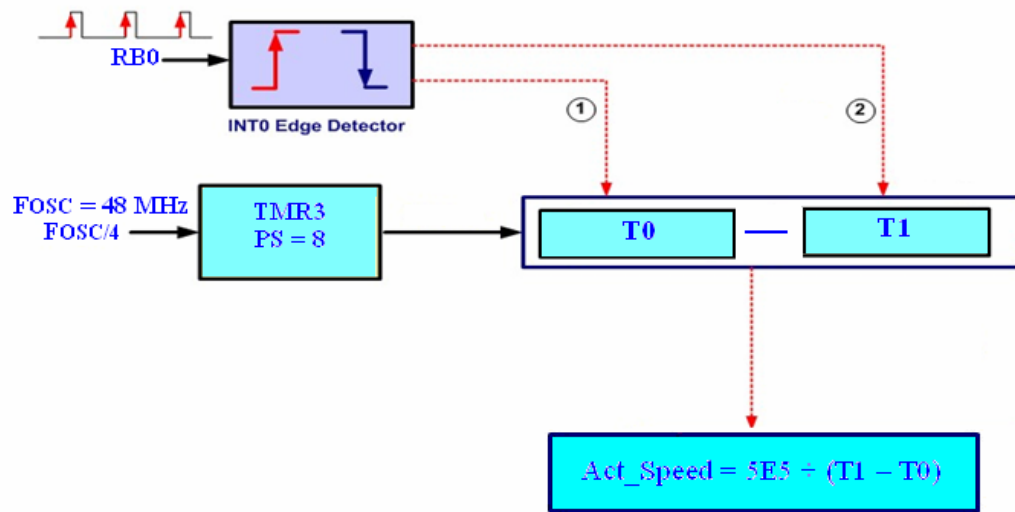 RB0
INT0 Edge Detector
1
2
FOSC = 48 MHz
FOSC/4
TMR3
PS = 8
T0 — T1
Act_Speed = 5E5 ÷ (T1 – T0)